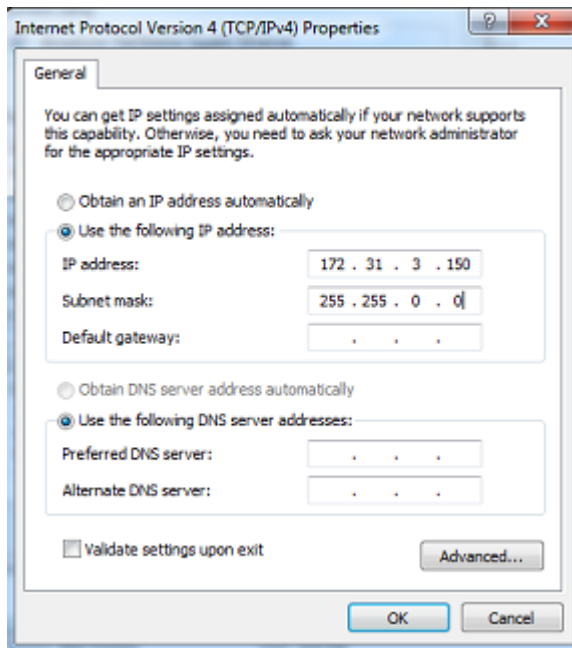 Internet Protocol Version 4 (TCP/IPv4) Properties
General
You can get IP settings assigned automatically if your network supports
this capability. Otherwise, you need to ask your network administrator
for the appropriate IP settings.
Obtain an IP address automatically
Use the following IP address:
IP address: 172 . 31 . 3 . 150
Subnet mask: 255 . 255 . 0 . 0
Default gateway: . . .
Obtain DNS server address automatically
Use the following DNS server addresses:
Preferred DNS server: . . .
Alternate DNS server: . . .
Validate settings upon exit
Advanced...
OK Cancel